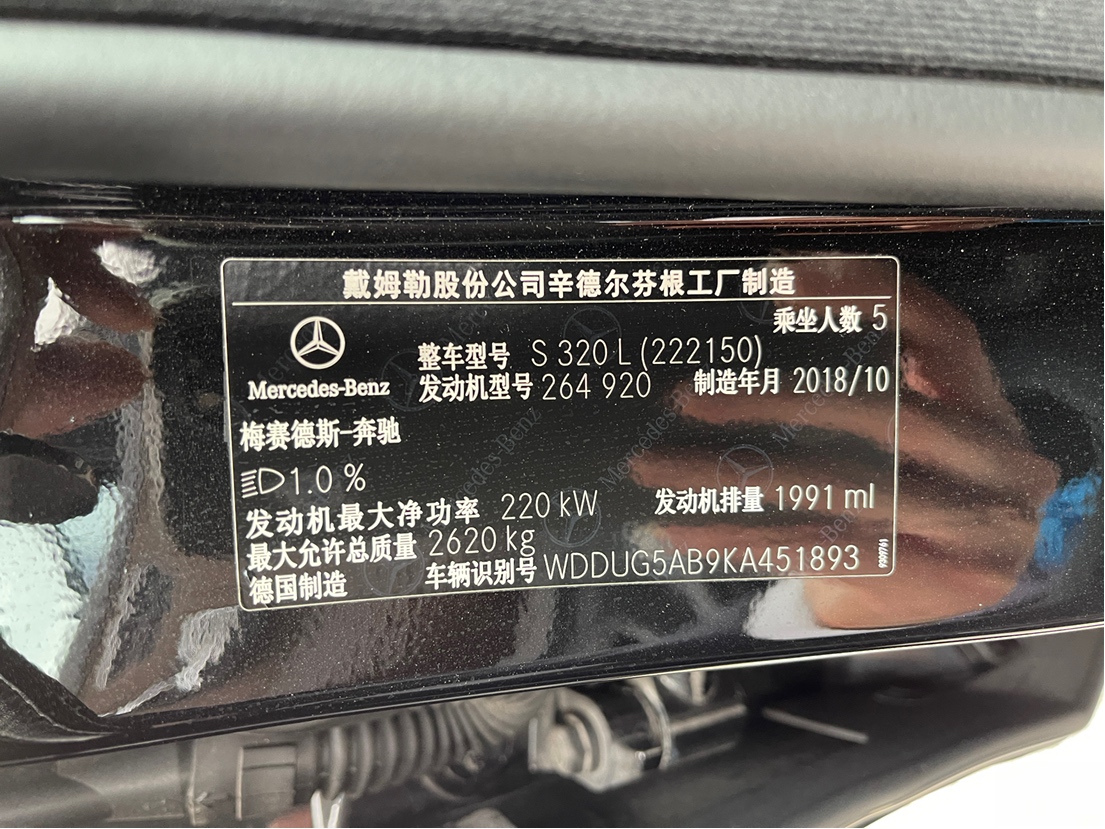 戴姆勒股份公司辛德尔芬根工厂制造
乘坐人数 5
整车型号 S 320 L (222150)
Mercedes-Benz
发动机型号 264 920 制造年月 2018/10
梅赛德斯-奔驰
1.0 %
发动机最大净功率 220 kW 发动机排量 1991 ml
最大允许总质量 2620 kg
德国制造 车辆识别号 WDDUG5AB9KA451893